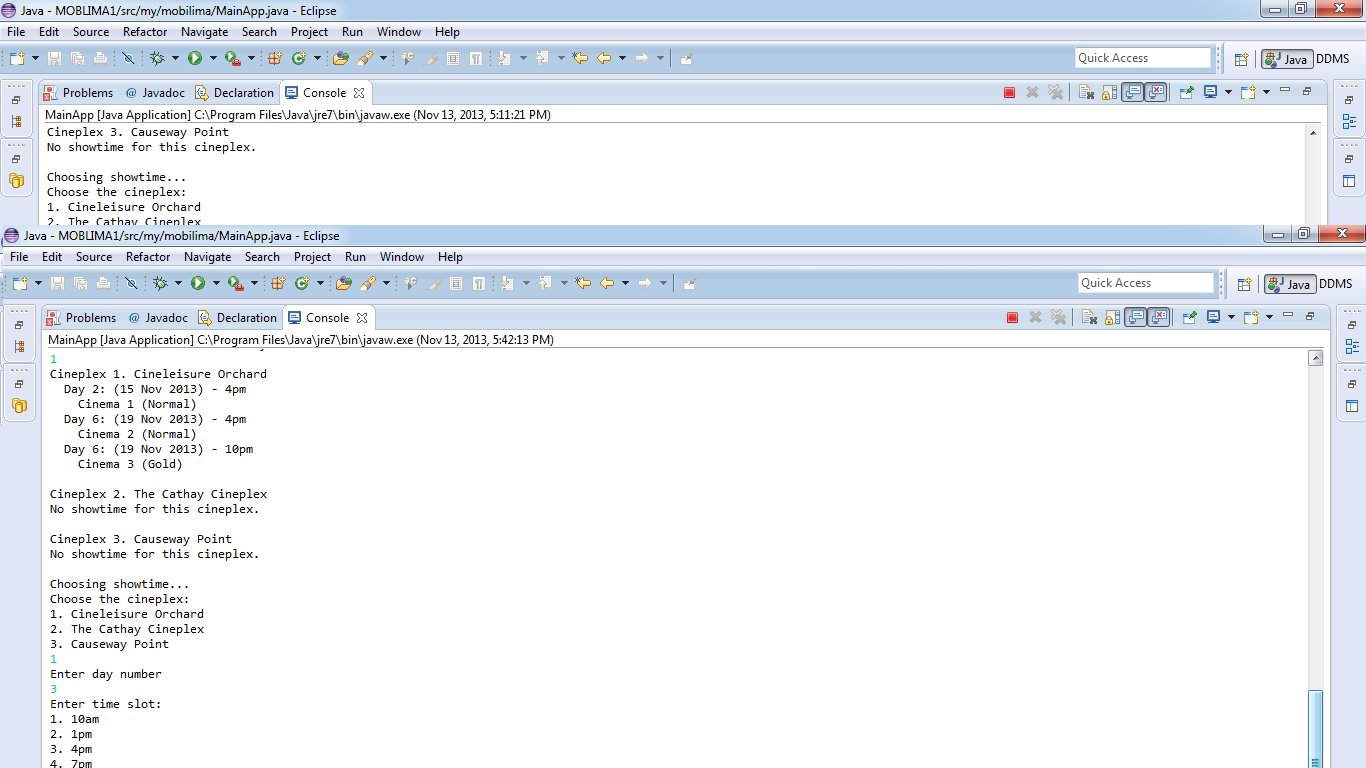 Java - MOBLIMA1/src/my/mobilima/MainApp.java - Eclipse
File Edit Source Refactor Navigate Search Project Run Window Help
Quick Access Java DDMS
Problems @ Javadoc Declaration Console
MainApp [Java Application] C:\Program Files\Java\jre7\bin\javaw.exe (Nov 13, 2013, 5:11:21 PM)
Cineplex 3. Causeway Point
No showtime for this cineplex.
Choosing showtime...
Choose the cineplex:
1. Cineleisure Orchard
2. The Cathay Cineplex
Java - MOBLIMA1/src/my/mobilima/MainApp.java - Eclipse
File Edit Source Refactor Navigate Search Project Run Window Help
Quick Access Java DDMS
Problems @ Javadoc Declaration Console
MainApp [Java Application] C:\Program Files\Java\jre7\bin\javaw.exe (Nov 13, 2013, 5:42:13 PM)
1
Cineplex 1. Cineleisure Orchard
Day 2: (15 Nov 2013) - 4pm
Cinema 1 (Normal)
Day 6: (19 Nov 2013) - 4pm
Cinema 2 (Normal)
Day 6: (19 Nov 2013) - 10pm
Cinema 3 (Gold)
Cineplex 2. The Cathay Cineplex
No showtime for this cineplex.
Cineplex 3. Causeway Point
No showtime for this cineplex.
Choosing showtime...
Choose the cineplex:
1. Cineleisure Orchard
2. The Cathay Cineplex
3. Causeway Point
1
Enter day number
3
Enter time slot:
1. 10am
2. 1pm
3. 4pm
4. 7pm